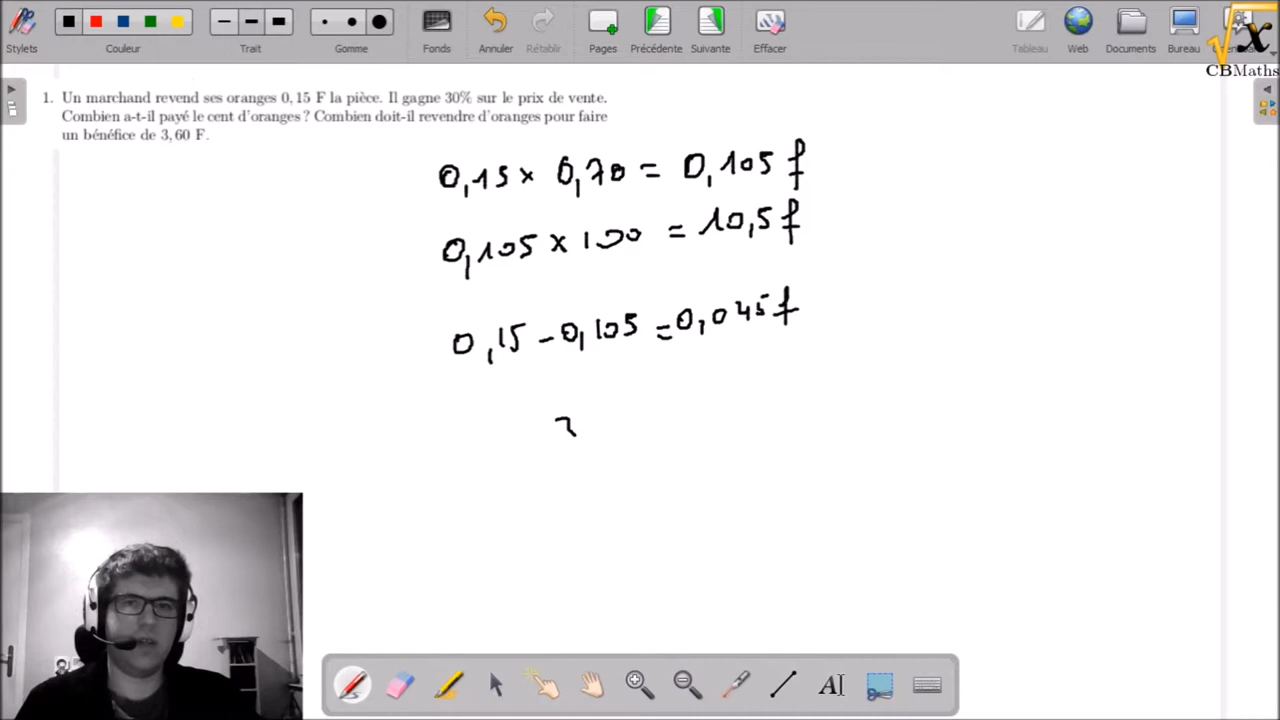 Stylets
Couleur
Trait
Gomme
Fonds
Annuler
Rétablir
Pages
Précédente
Suivante
Effacer
Tableau
Web
Documents
Bureau
x
CBMaths
1. Un marchand revend ses oranges 0, 15 F la pièce. Il gagne 30% sur le prix de vente.
Combien a-t-il payé le cent d'oranges ? Combien doit-il revendre d'oranges pour faire
un bénéfice de 3, 60 F.
0,15 × 0,70 = 0,105 f
0,105 × 100 = 10,5 f
0,15 - 0,105 = 0,045 f
AI